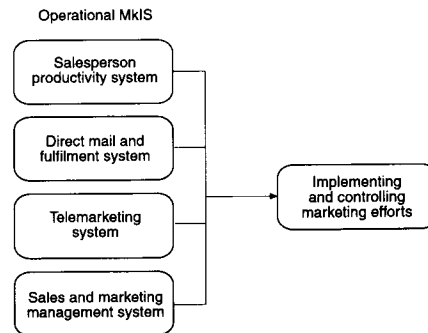 Operational MkIS
Salesperson
productivity system
Direct mail and
fulfilment system
Telemarketing
system
Sales and marketing
management system
Implementing
and controlling
marketing efforts